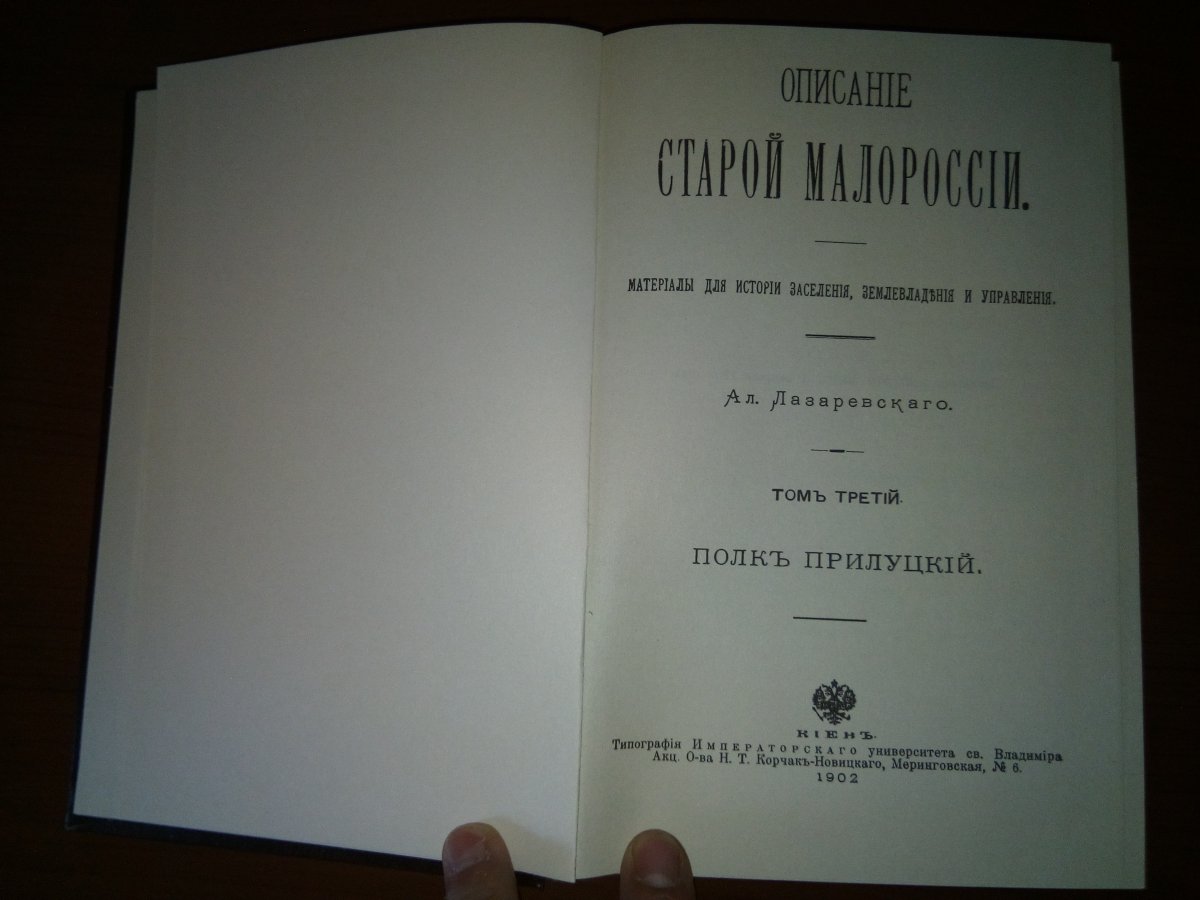 ОПИСАНІЕ
СТАРОЙ МАЛОРОССІИ.
МАТЕРІАЛЫ ДЛЯ ИСТОРІИ ЗАСЕЛЕНІЯ, ЗЕМЛЕВЛАДѢНІЯ И УПРАВЛЕНІЯ.
Ал. Лазаревскаго.
ТОМЪ ТРЕТІЙ.
ПОЛКЪ ПРИЛУЦКІЙ.
КІЕВЪ.
Типографія ИМПЕРАТОРСКАГО университета св. Владиміра
Акц. О-ва Н. Т. Корчакъ-Новицкаго, Меринговская, № 6.
1902